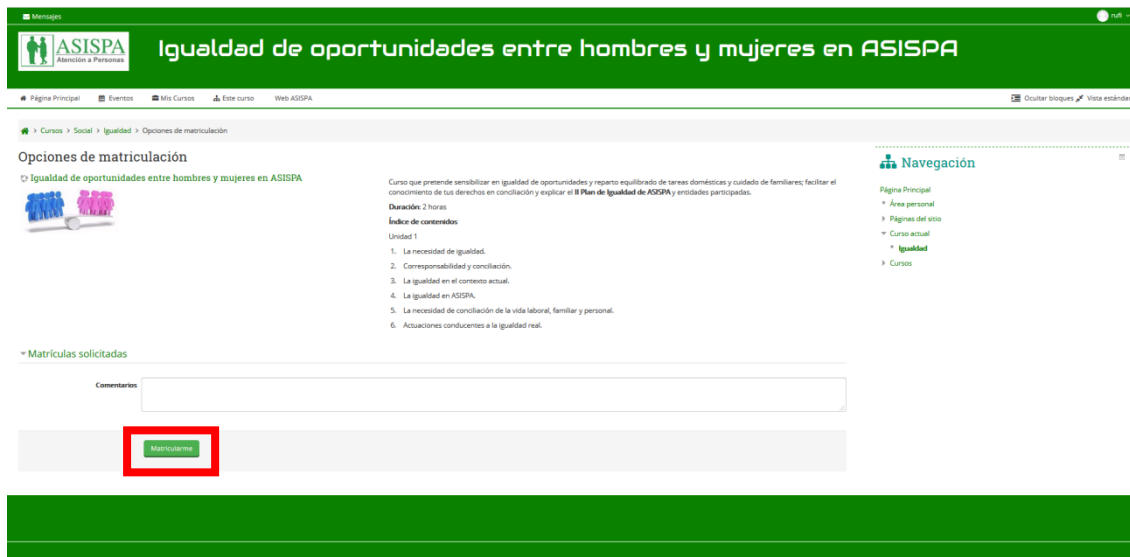 Mensajes
rufi
ASISPA
Atención a Personas
Igualdad de oportunidades entre hombres y mujeres en ASISPA
Página Principal Eventos Mis Cursos Este curso Web ASISPA
Ocultar bloques Vista estándar
> Cursos > Social > Igualdad > Opciones de matriculación
Opciones de matriculación
Igualdad de oportunidades entre hombres y mujeres en ASISPA
Curso que pretende sensibilizar en igualdad de oportunidades y reparto equilibrado de tareas domésticas y cuidado de familiares; facilitar el
conocimiento de tus derechos en conciliación y explicar el II Plan de Igualdad de ASISPA y entidades participadas.
Duración: 2 horas
Índice de contenidos:
Unidad 1
1. La necesidad de igualdad.
2. Corresponsabilidad y conciliación.
3. La igualdad en el contexto actual.
4. La igualdad en ASISPA.
5. La necesidad de conciliación de la vida laboral, familiar y personal.
6. Actuaciones conducentes a la igualdad real.
Matrículas solicitadas
Comentarios
Matricularme
Navegación
Página Principal
Área personal
Páginas del sitio
Curso actual
Igualdad
Cursos